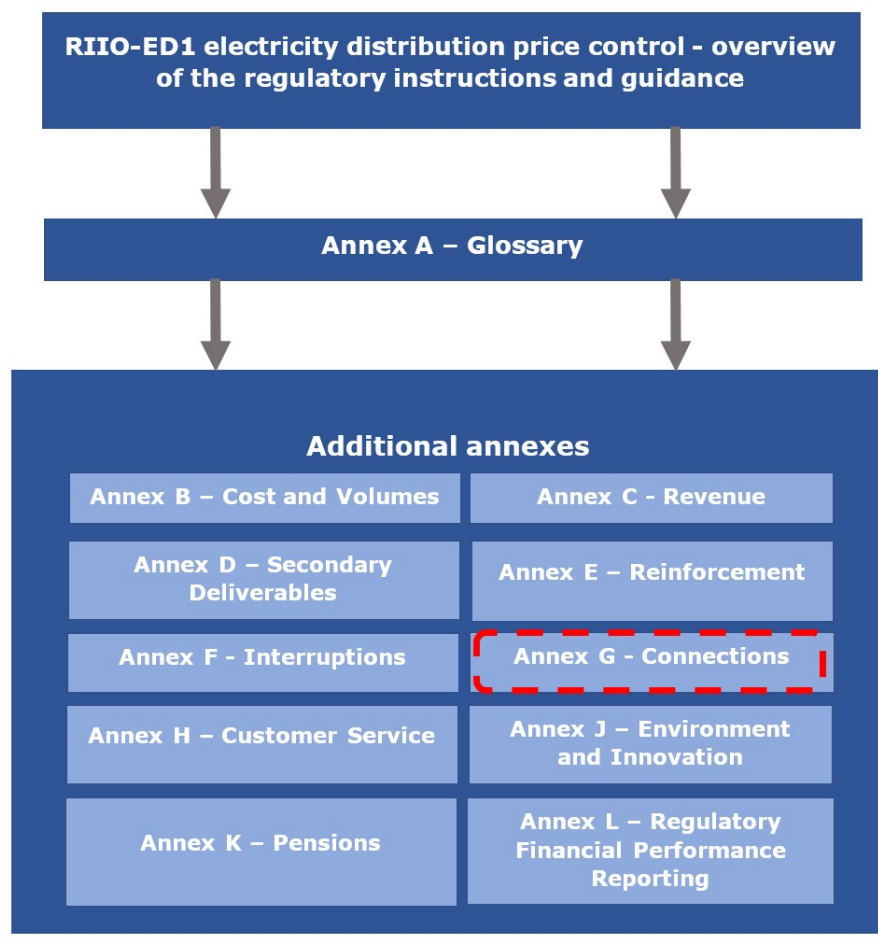 RIIO-ED1 electricity distribution price control - overview
of the regulatory instructions and guidance
Annex A – Glossary
Additional annexes
Annex B – Cost and Volumes
Annex C - Revenue
Annex D – Secondary
Deliverables
Annex E – Reinforcement
Annex F - Interruptions
Annex G - Connections
Annex H – Customer Service
Annex J – Environment
and Innovation
Annex K – Pensions
Annex L – Regulatory
Financial Performance
Reporting